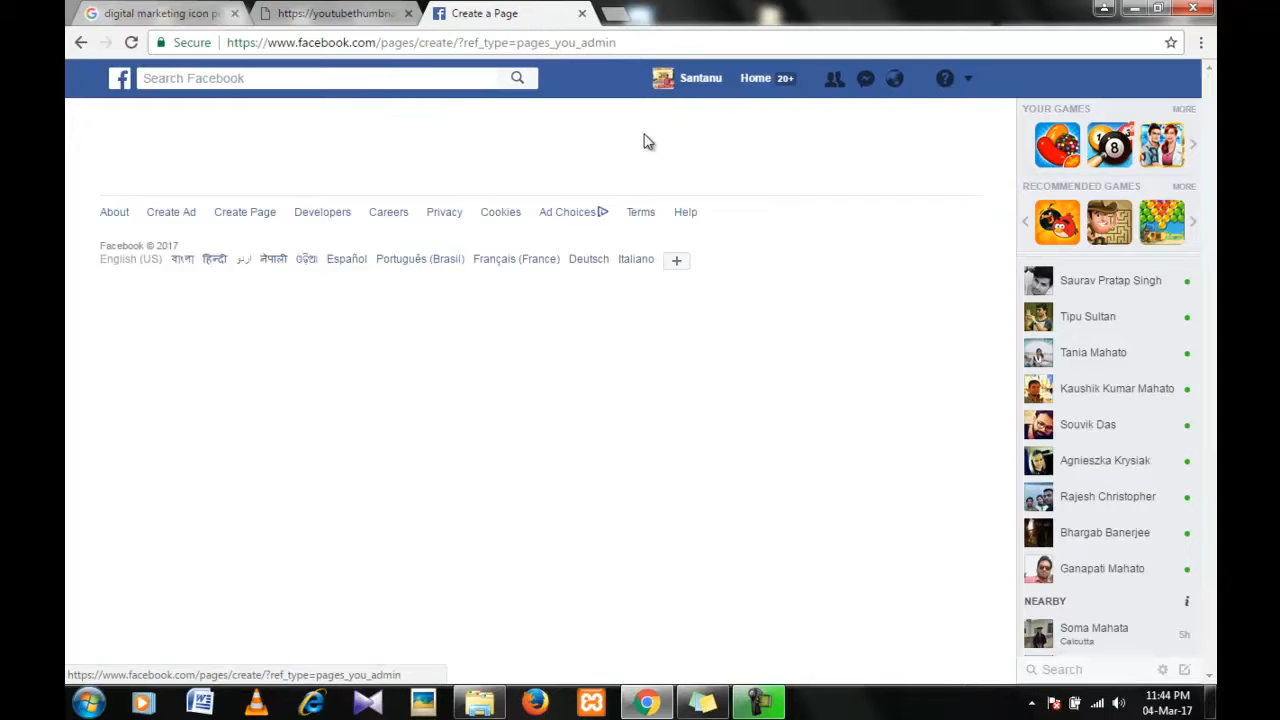 digital marketing icon p
https://youtubethumbn
Create a Page
Secure
https://www.facebook.com/pages/create/?ref_type=pages_you_admin
Search Facebook
Santanu
Home 20+
YOUR GAMES MORE
RECOMMENDED GAMES MORE
About Create Ad Create Page Developers Careers Privacy Cookies Ad Choices Terms Help
Facebook © 2017
English (US) বাংলা हिन्दी اردو नेपाली ଓଡ଼ିଆ Español Português (Brasil) Français (France) Deutsch Italiano +
Saurav Pratap Singh
Tipu Sultan
Tania Mahato
Kaushik Kumar Mahato
Souvik Das
Agnieszka Krysiak
Rajesh Christopher
Bhargab Banerjee
Ganapati Mahato
NEARBY
Soma Mahata 5h
Calcutta
Search
https://www.facebook.com/pages/create/?ref_type=pages_you_admin
11:44 PM
04-Mar-17